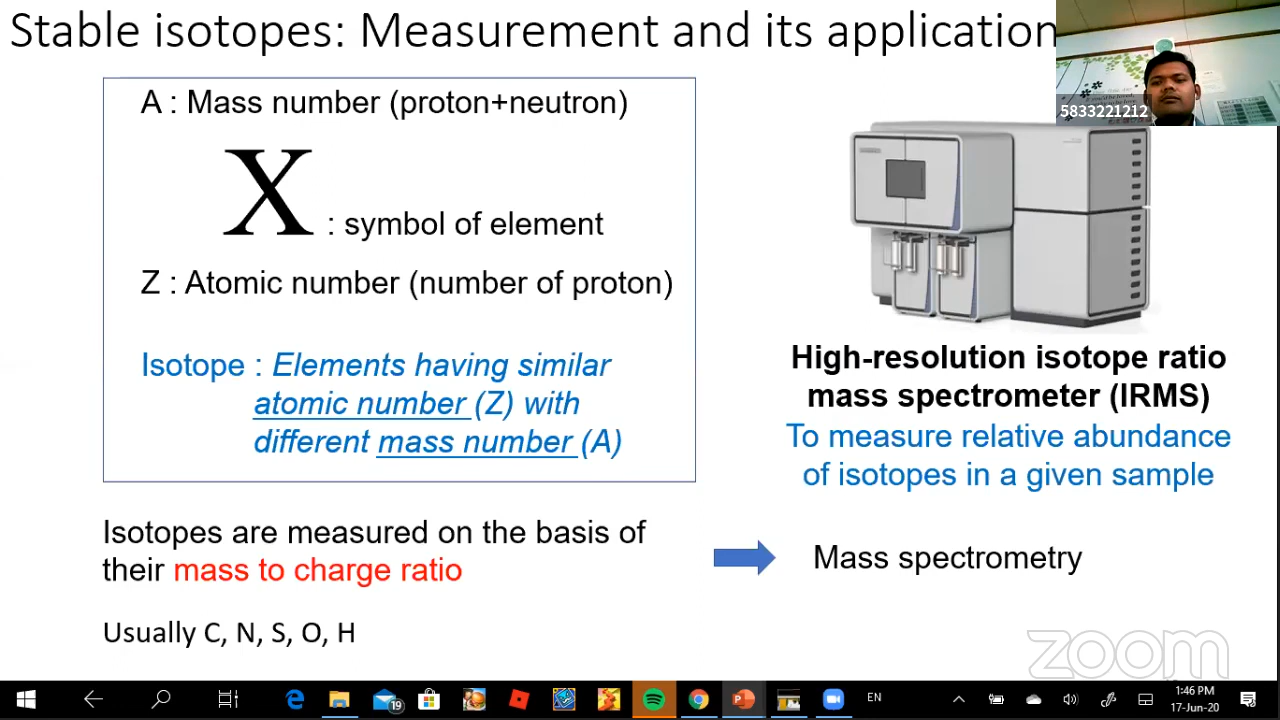 Stable isotopes: Measurement and its application
5833221212
A : Mass number (proton+neutron)
X : symbol of element
Z : Atomic number (number of proton)
Isotope : Elements having similar
atomic number (Z) with
different mass number (A)
High-resolution isotope ratio
mass spectrometer (IRMS)
To measure relative abundance
of isotopes in a given sample
Isotopes are measured on the basis of
their mass to charge ratio
Mass spectrometry
Usually C, N, S, O, H
zoom
19
EN
1:46 PM
17-Jun-20